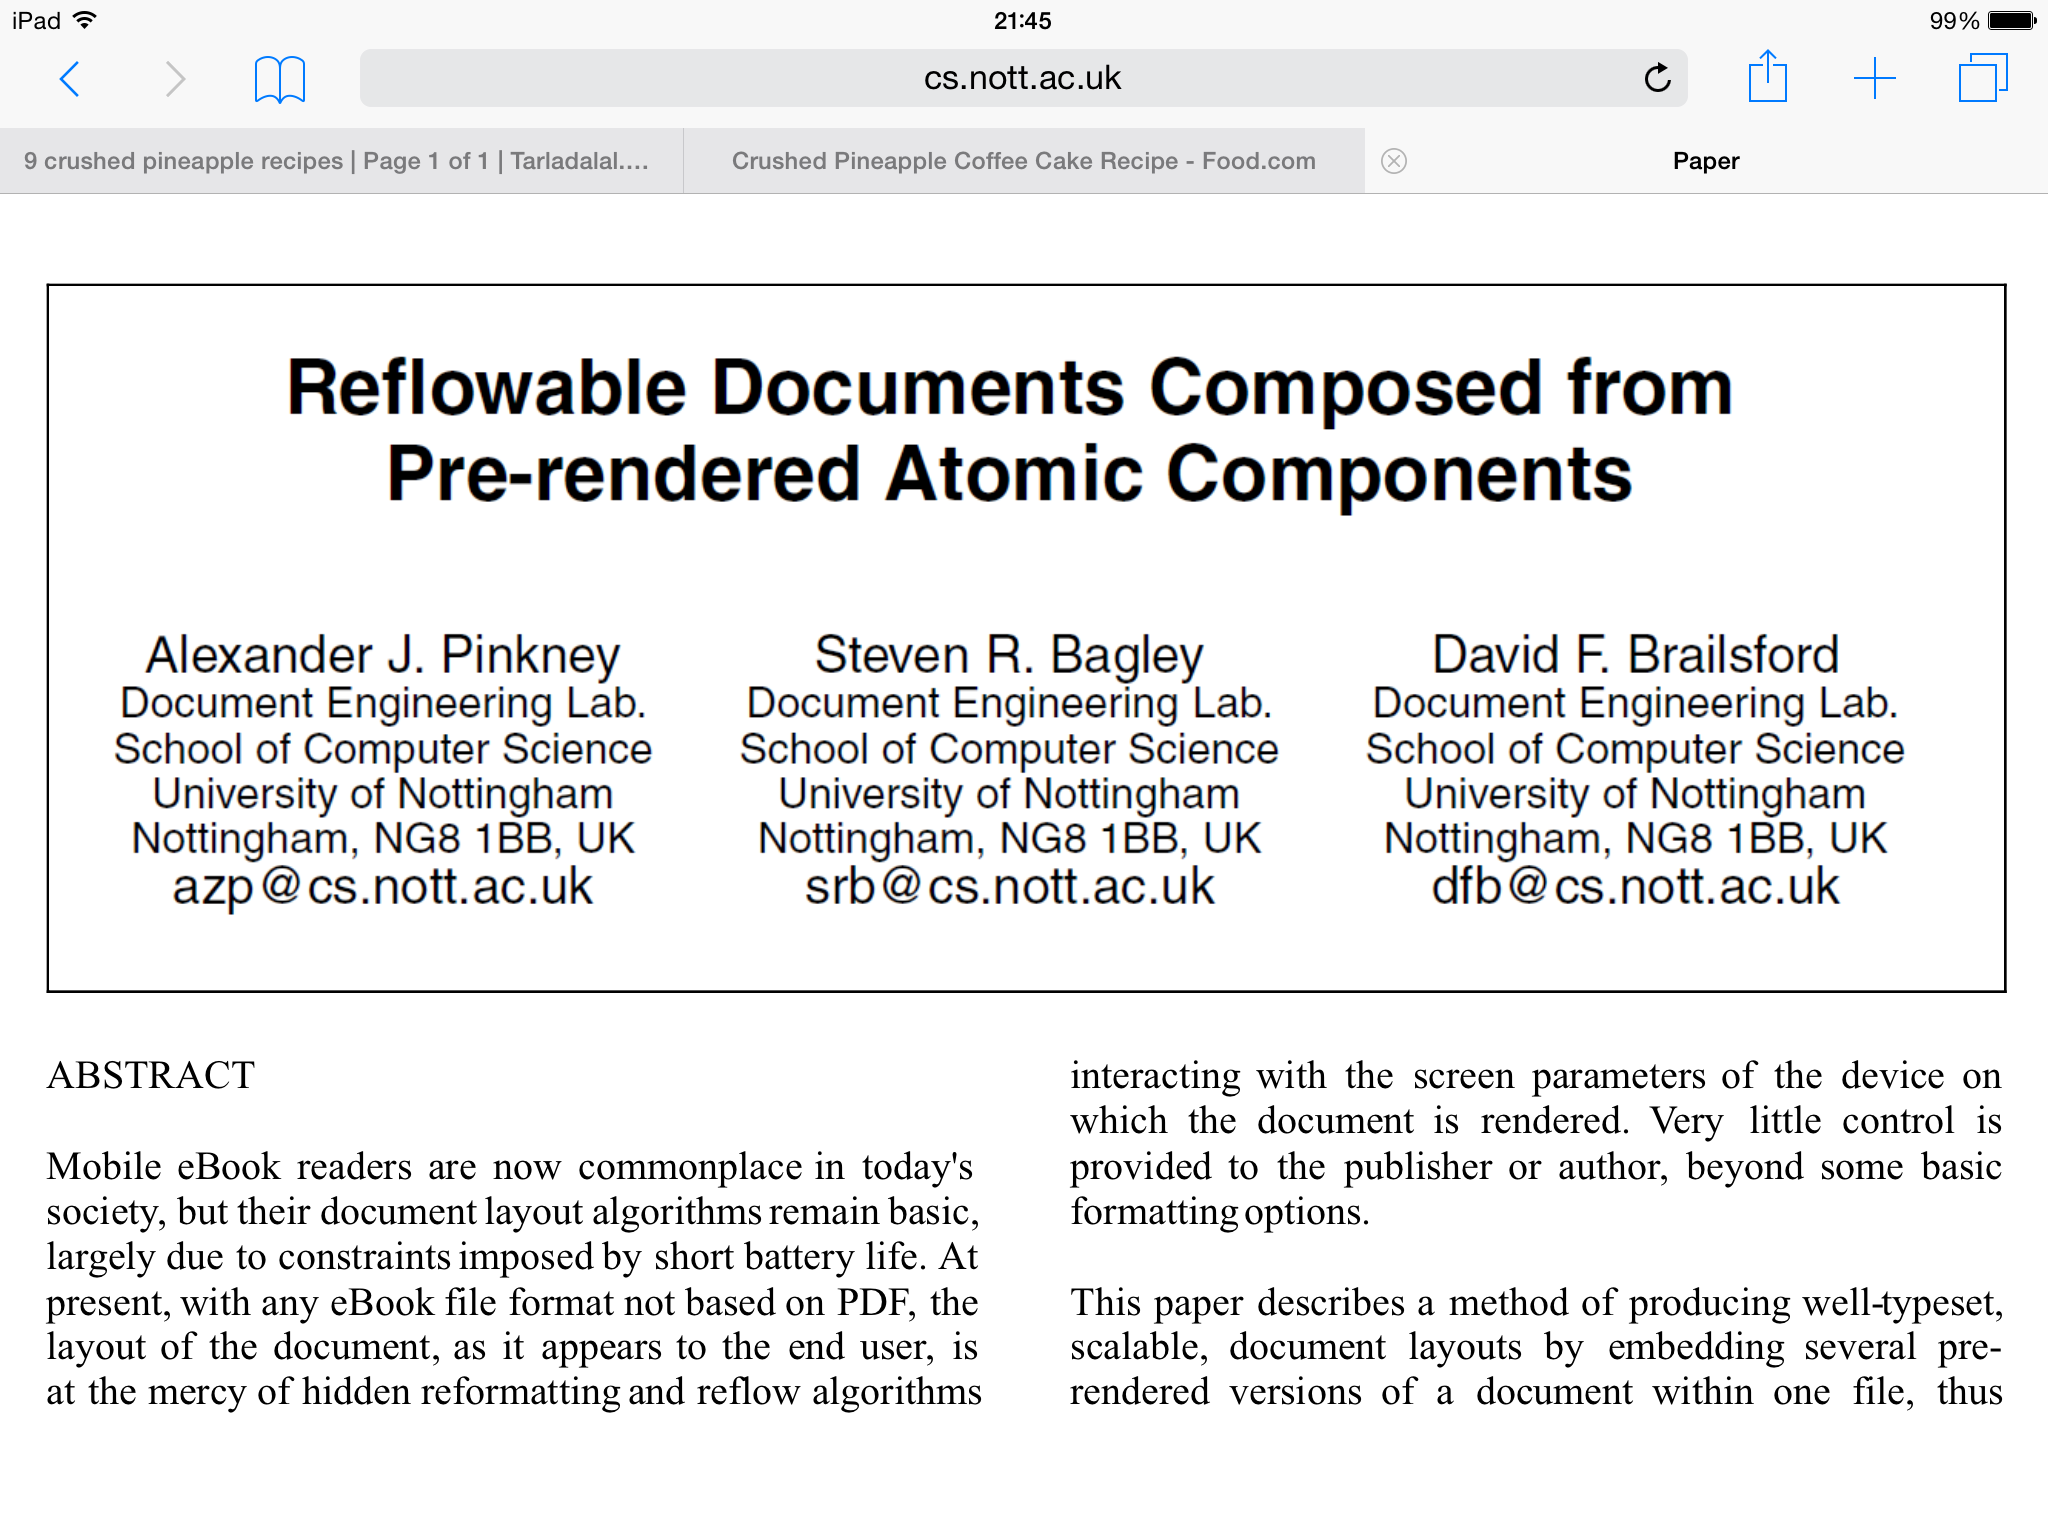 iPad
21:45
99%
cs.nott.ac.uk
9 crushed pineapple recipes | Page 1 of 1 | Tarladalal....
Crushed Pineapple Coffee Cake Recipe - Food.com
Paper
Reflowable Documents Composed from
Pre-rendered Atomic Components
Alexander J. Pinkney
Document Engineering Lab.
School of Computer Science
University of Nottingham
Nottingham, NG8 1BB, UK
azp@cs.nott.ac.uk
Steven R. Bagley
Document Engineering Lab.
School of Computer Science
University of Nottingham
Nottingham, NG8 1BB, UK
srb@cs.nott.ac.uk
David F. Brailsford
Document Engineering Lab.
School of Computer Science
University of Nottingham
Nottingham, NG8 1BB, UK
dfb@cs.nott.ac.uk
ABSTRACT
Mobile eBook readers are now commonplace in today's
society, but their document layout algorithms remain basic,
largely due to constraints imposed by short battery life. At
present, with any eBook file format not based on PDF, the
layout of the document, as it appears to the end user, is
at the mercy of hidden reformatting and reflow algorithms
interacting with the screen parameters of the device on
which the document is rendered. Very little control is
provided to the publisher or author, beyond some basic
formatting options.
This paper describes a method of producing well-typeset,
scalable, document layouts by embedding several pre-
rendered versions of a document within one file, thus